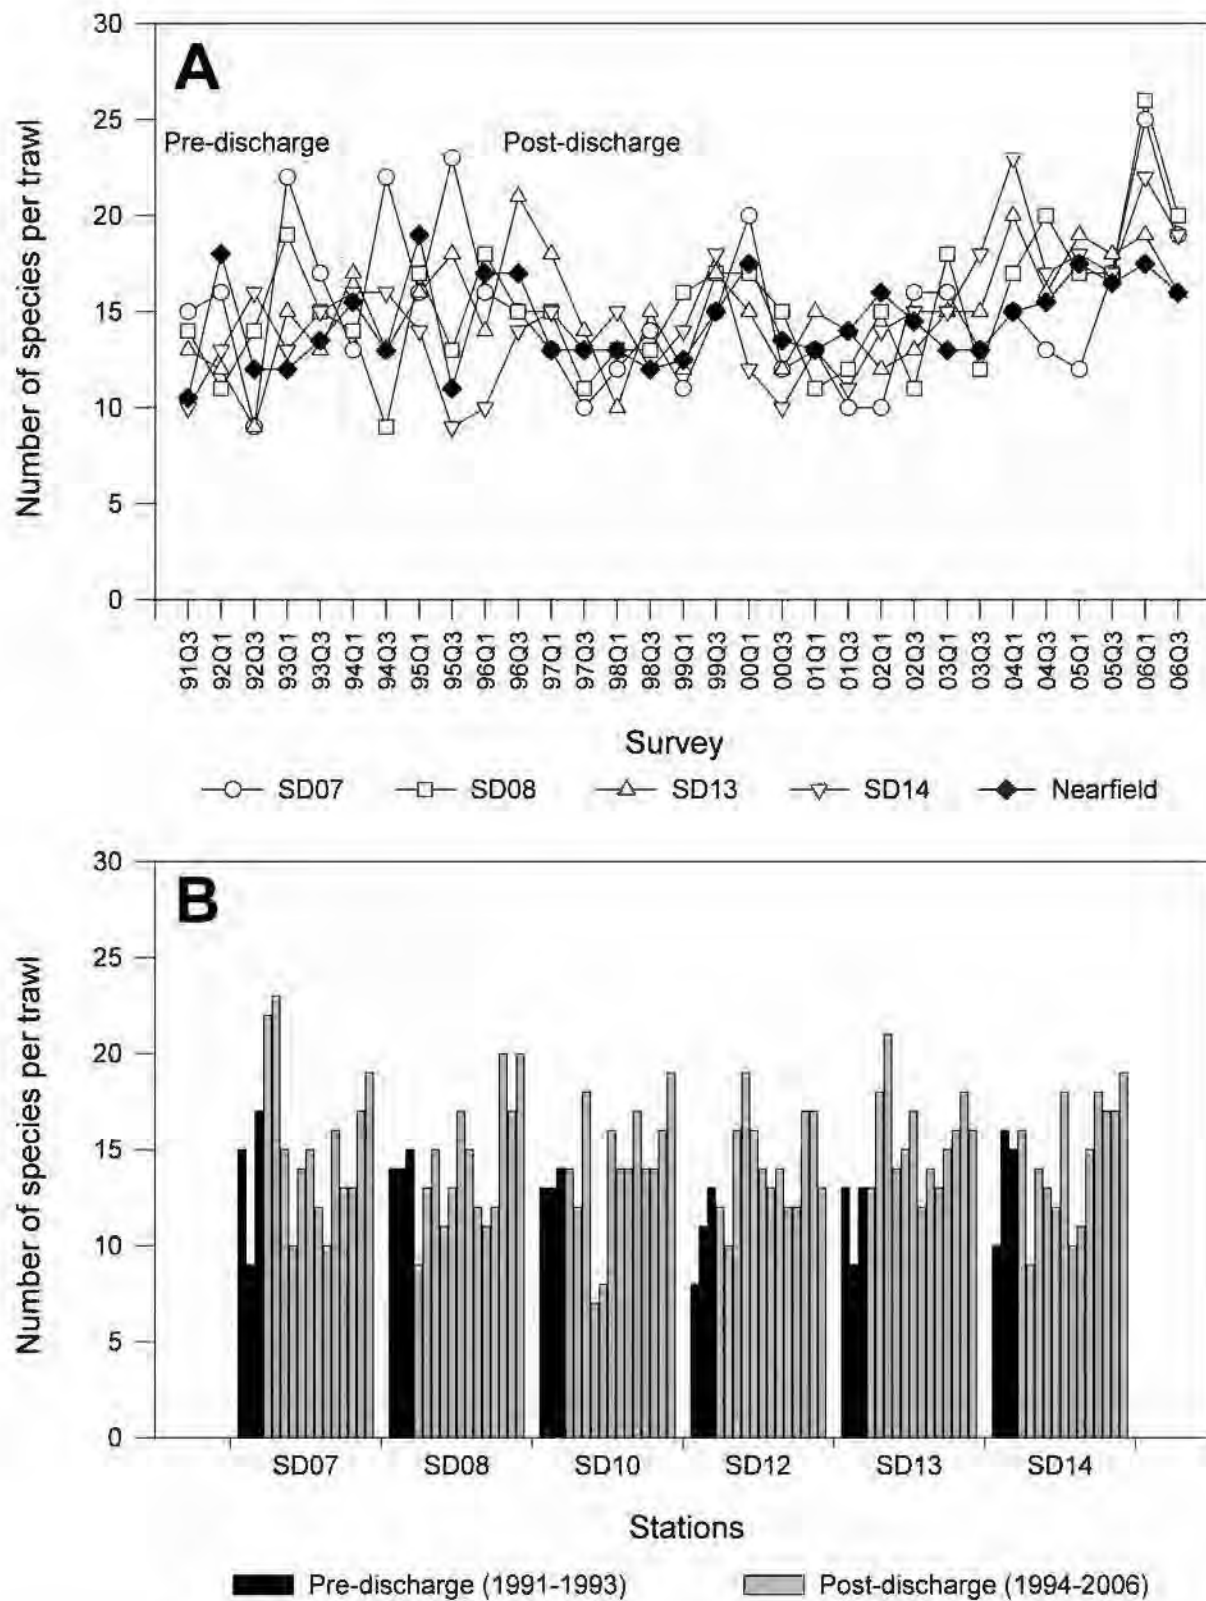 30
25
20
15
10
5
0
Number of species per trawl
A
Pre-discharge
Post-discharge
91Q3
92Q1
92Q3
93Q1
93Q3
94Q1
94Q3
95Q1
95Q3
96Q1
96Q3
97Q1
97Q3
98Q1
98Q3
99Q1
99Q3
00Q1
00Q3
01Q1
01Q3
02Q1
02Q3
03Q1
03Q3
04Q1
04Q3
05Q1
05Q3
06Q1
06Q3
Survey
SD07 SD08 SD13 SD14 Nearfield
30
25
20
15
10
5
0
Number of species per trawl
B
SD07 SD08 SD10 SD12 SD13 SD14
Stations
Pre-discharge (1991-1993) Post-discharge (1994-2006)